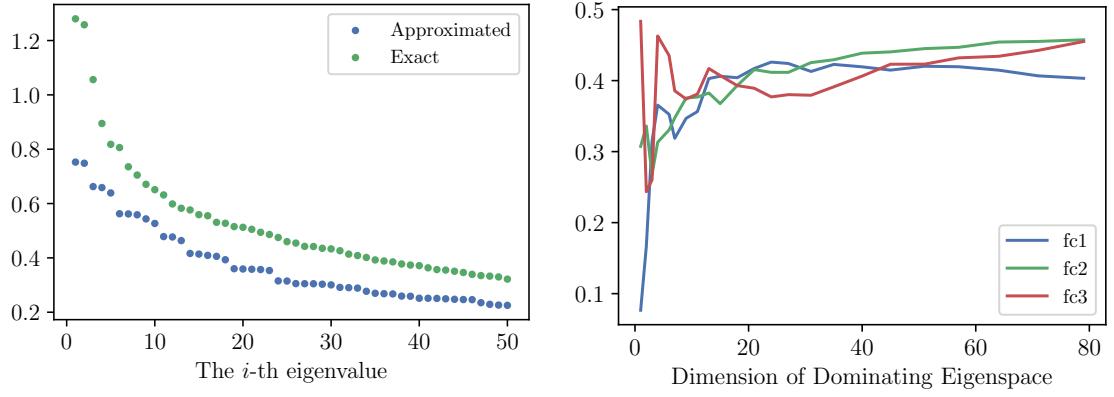 1.2
1.0
0.8
0.6
0.4
0.2
0 10 20 30 40 50
The i-th eigenvalue
Approximated
Exact
0.5
0.4
0.3
0.2
0.1
0 20 40 60 80
Dimension of Dominating Eigenspace
fc1
fc2
fc3